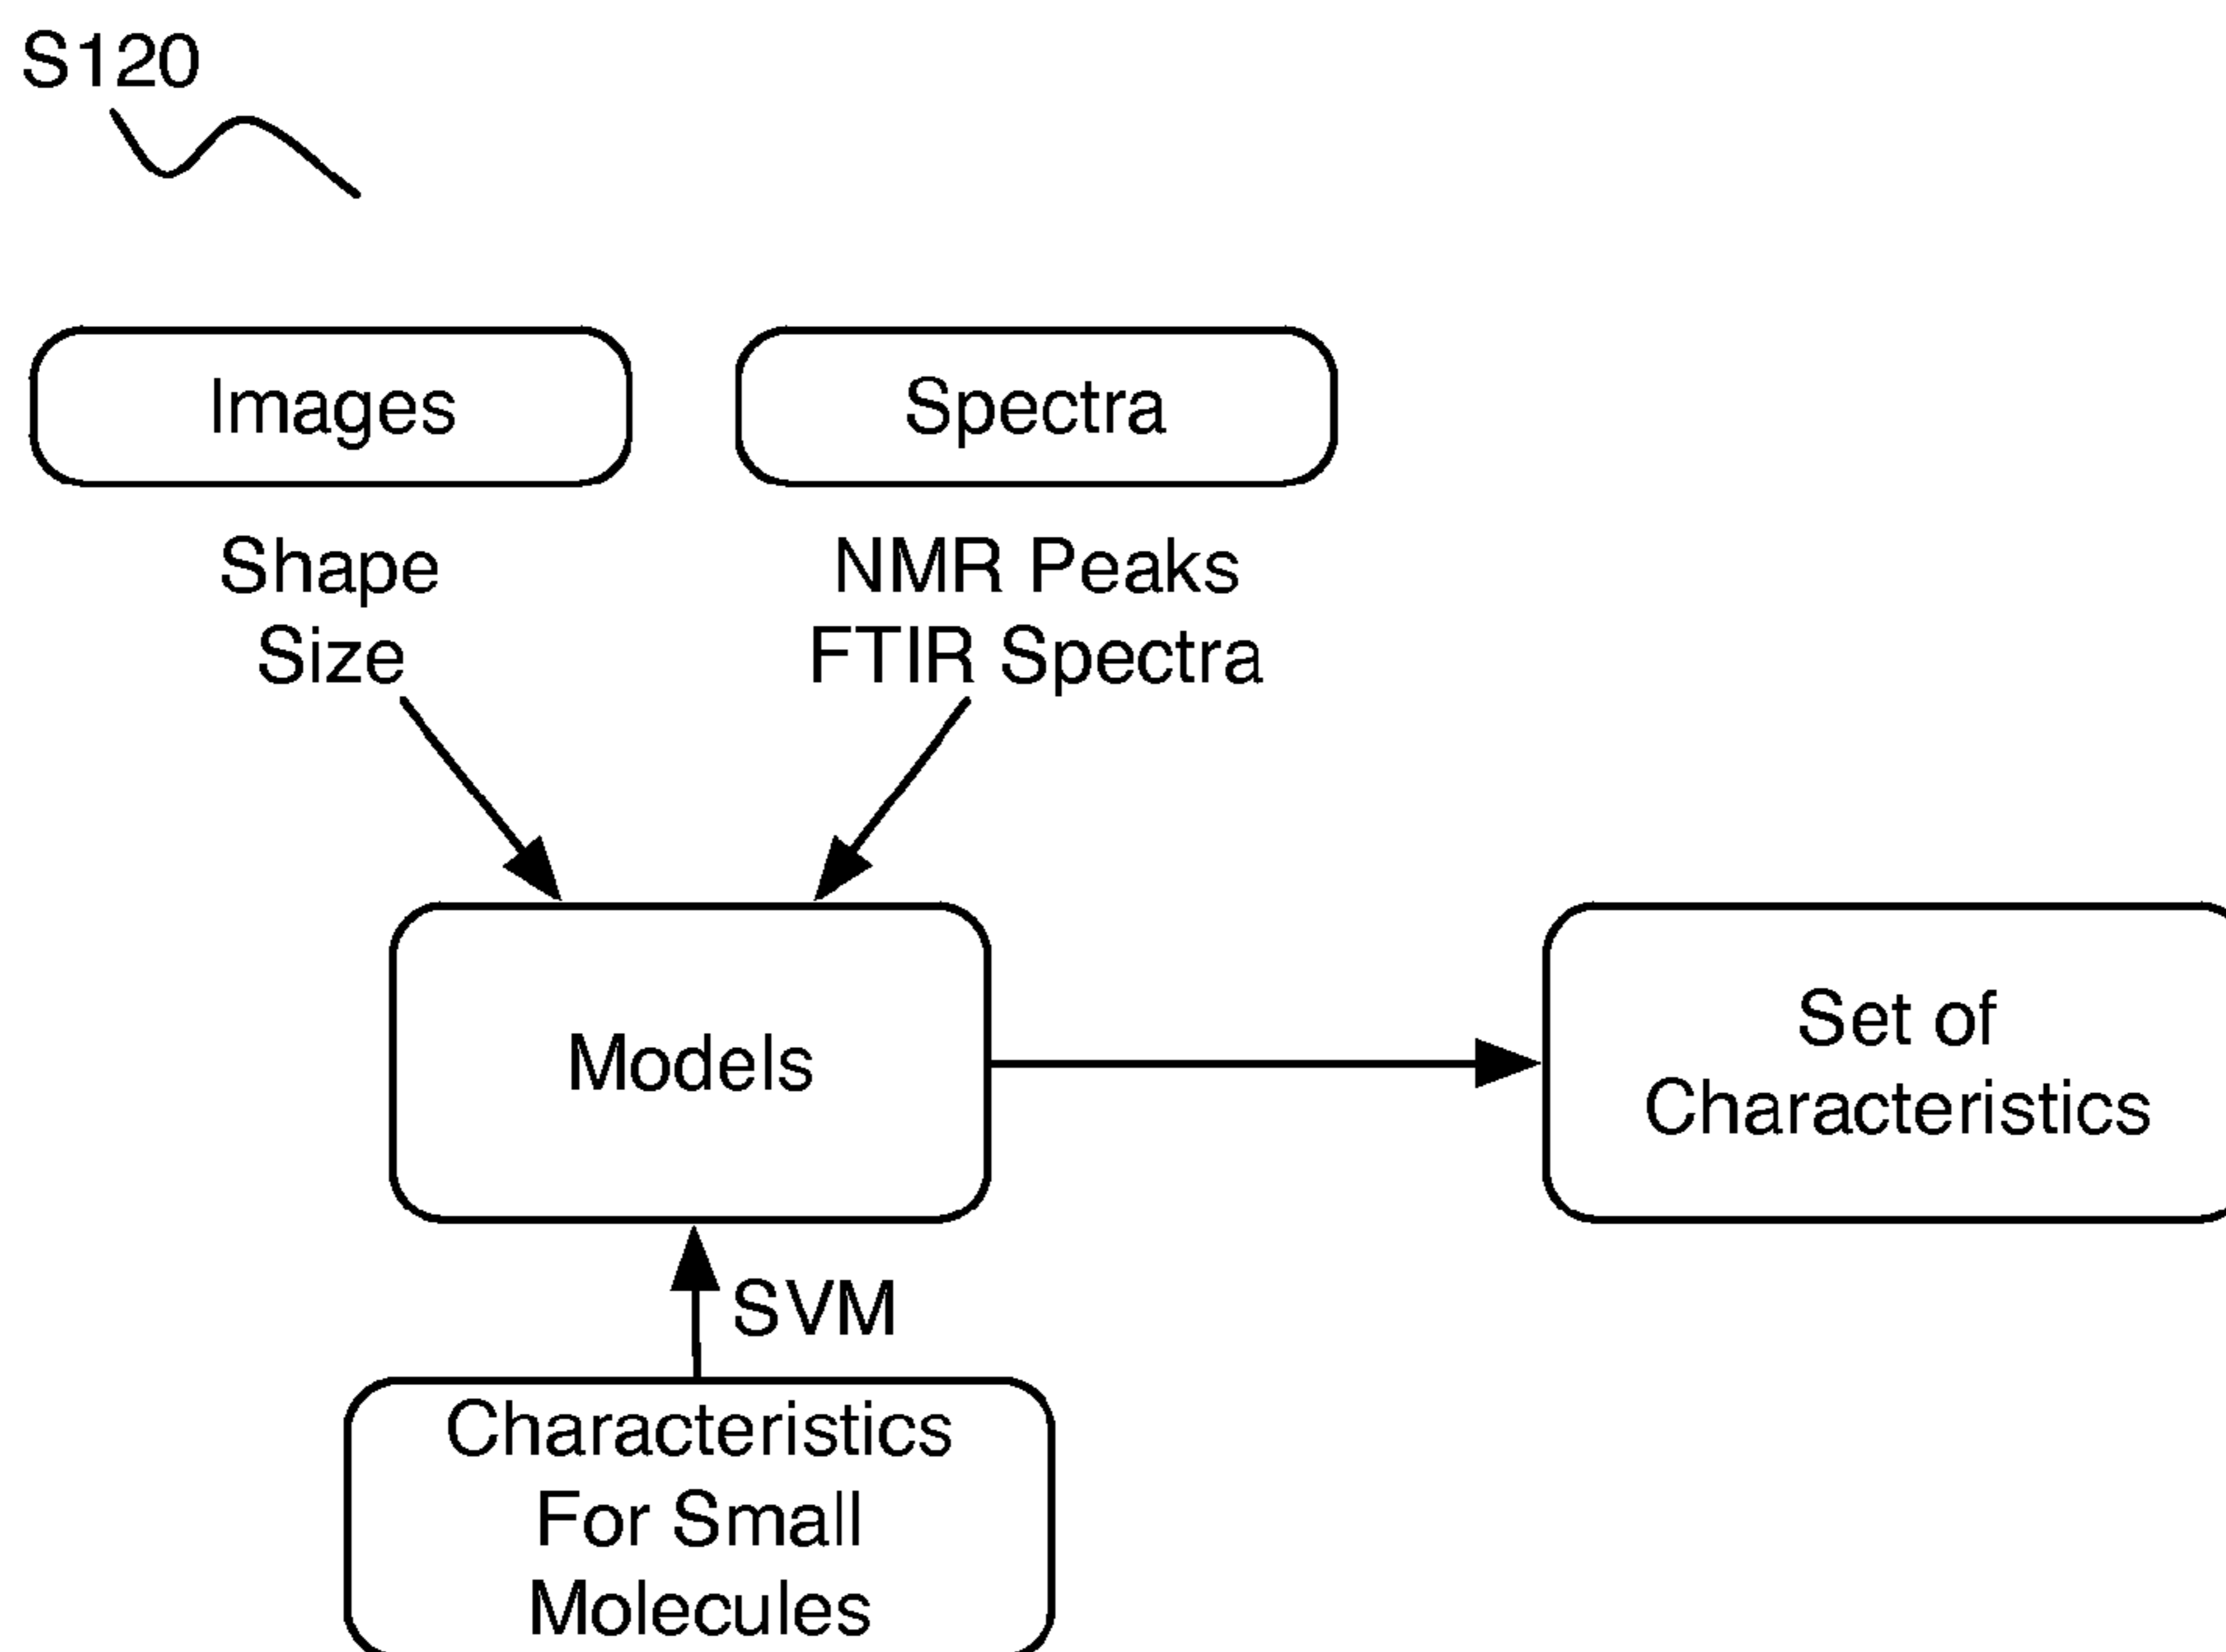 S120
Images
Spectra
Shape
Size
NMR Peaks
FTIR Spectra
Models
Set of
Characteristics
SVM
Characteristics
For Small
Molecules